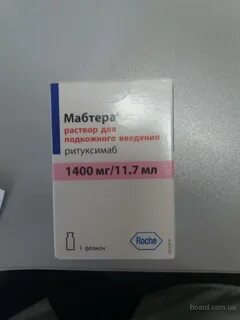 Мабтера®
раствор для
подкожного введения
ритуксимаб
1400 мг/11.7 мл
1 флакон
Roche
board.com.ua